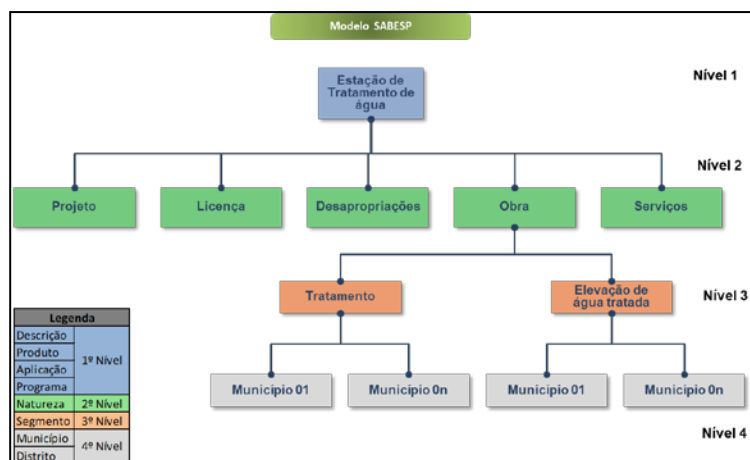 Modelo SABESP
Estação de
Tratamento de
água
Nível 1
Nível 2
Projeto
Licença
Desapropriações
Obra
Serviços
Tratamento
Elevação de
água tratada
Nível 3
Município 01
Município 0n
Município 01
Município 0n
Nível 4
Legenda
Descrição
Produto
Aplicação
Programa
1º Nível
Natureza 2º Nível
Segmento 3º Nível
Município
Distrito
4º Nível